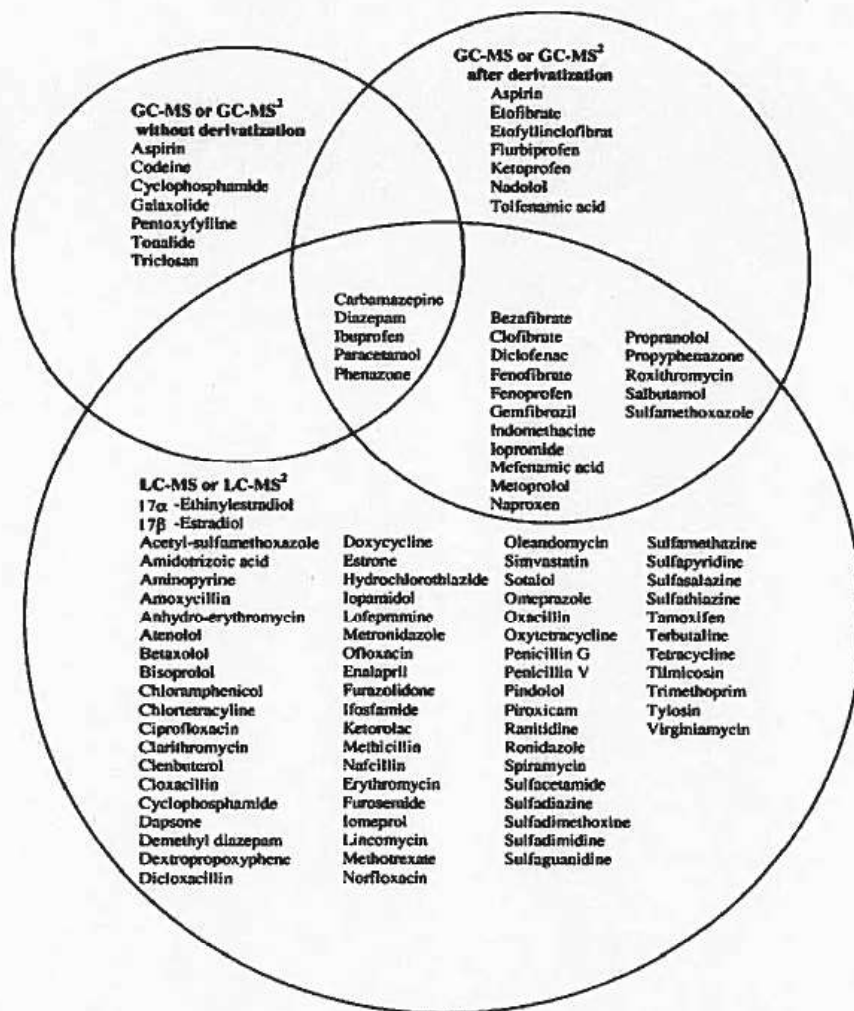 GC-MS or GC-MS²
without derivatization
Aspirin
Codeine
Cyclophosphamide
Galaxolide
Pentoxyfylline
Tonalide
Triclosan
GC-MS or GC-MS²
after derivatization
Aspirin
Etofibrate
Etofyllinclofibrat
Flurbiprofen
Ketoprofen
Nadolol
Tolfenamic acid
Carbamazepine
Diazepam
Ibuprofen
Paracetamol
Phenazone
Bezafibrate
Clofibrate
Diclofenac
Fenofibrate
Fenoprofen
Gemfibrozil
Indomethacine
Iopromide
Mefenamic acid
Metoprolol
Naproxen
Propranolol
Propyphenazone
Roxithromycin
Salbutamol
Sulfamethoxazole
LC-MS or LC-MS²
17α -Ethinylestradiol
17β -Estradiol
Acetyl-sulfamethoxazole
Amidotrizoic acid
Aminopyrine
Amoxycillin
Anhydro-erythromycin
Atenolol
Betaxolol
Bisoprolol
Chloramphenicol
Chlortetracyline
Ciprofloxacin
Clarithromycin
Clenbuterol
Cloxacillin
Cyclophosphamide
Dapsone
Demethyl diazepam
Dextropropoxyphene
Dicloxacillin
Doxycycline
Estrone
Hydrochlorothiazide
Iopamidol
Lofepramine
Metronidazole
Ofloxacin
Enalapril
Furazolidone
Ifosfamide
Ketorolac
Methicillin
Nafcillin
Erythromycin
Furosemide
Iomeprol
Lincomycin
Methotrexate
Norfloxacin
Oleandomycin
Simvastatin
Sotalol
Omeprazole
Oxacillin
Oxytetracycline
Penicillin G
Penicillin V
Pindolol
Piroxicam
Ranitidine
Ronidazole
Spiramycin
Sulfacetamide
Sulfadiazine
Sulfadimethoxine
Sulfadimidine
Sulfaguanidine
Sulfamethazine
Sulfapyridine
Sulfasalazine
Sulfathiazine
Tamoxifen
Terbutaline
Tetracycline
Tilmicosin
Trimethoprim
Tylosin
Virginiamycin